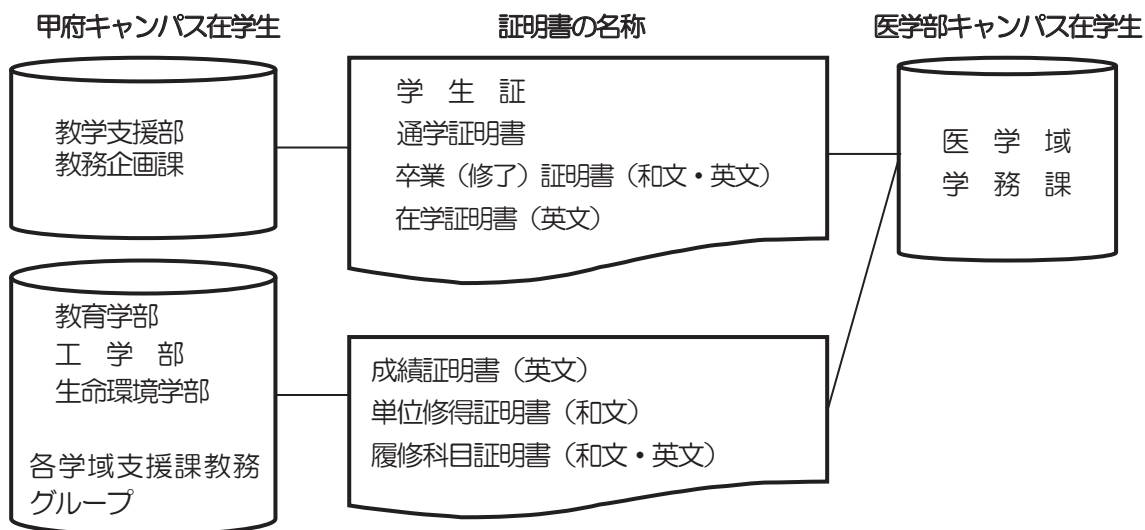 甲府キャンパス在学生
証明書の名称
医学部キャンパス在学生
教学支援部
教務企画課
学 生 証
通学証明書
卒業（修了）証明書（和文・英文）
在学証明書（英文）
医 学 域
学 務 課
教育学部
工 学 部
生命環境学部
各学域支援課教務
グループ
成績証明書（英文）
単位修得証明書（和文）
履修科目証明書（和文・英文）